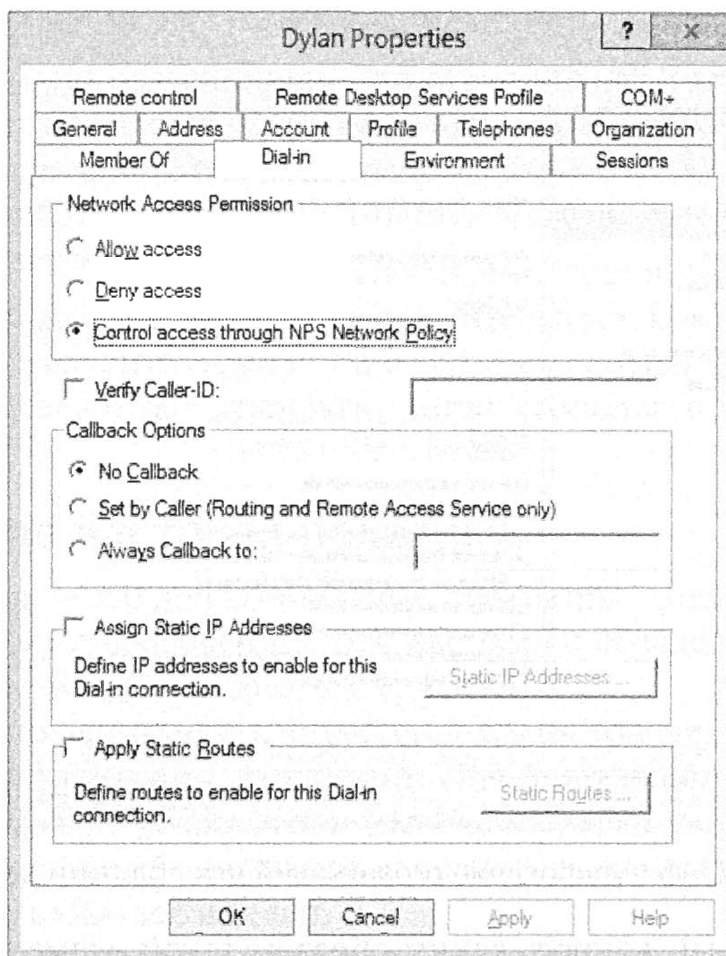 Dylan Properties
? ×
Remote control Remote Desktop Services Profile COM+
General Address Account Profile Telephones Organization
Member Of Dial-in Environment Sessions
Network Access Permission
Allow access
Deny access
Control access through NPS Network Policy
Verify Caller-ID:
Callback Options
No Callback
Set by Caller (Routing and Remote Access Service only)
Always Callback to:
Assign Static IP Addresses
Define IP addresses to enable for this
Dial-in connection.
Static IP Addresses ...
Apply Static Routes
Define routes to enable for this Dial-in
connection.
Static Routes ...
OK Cancel Apply Help